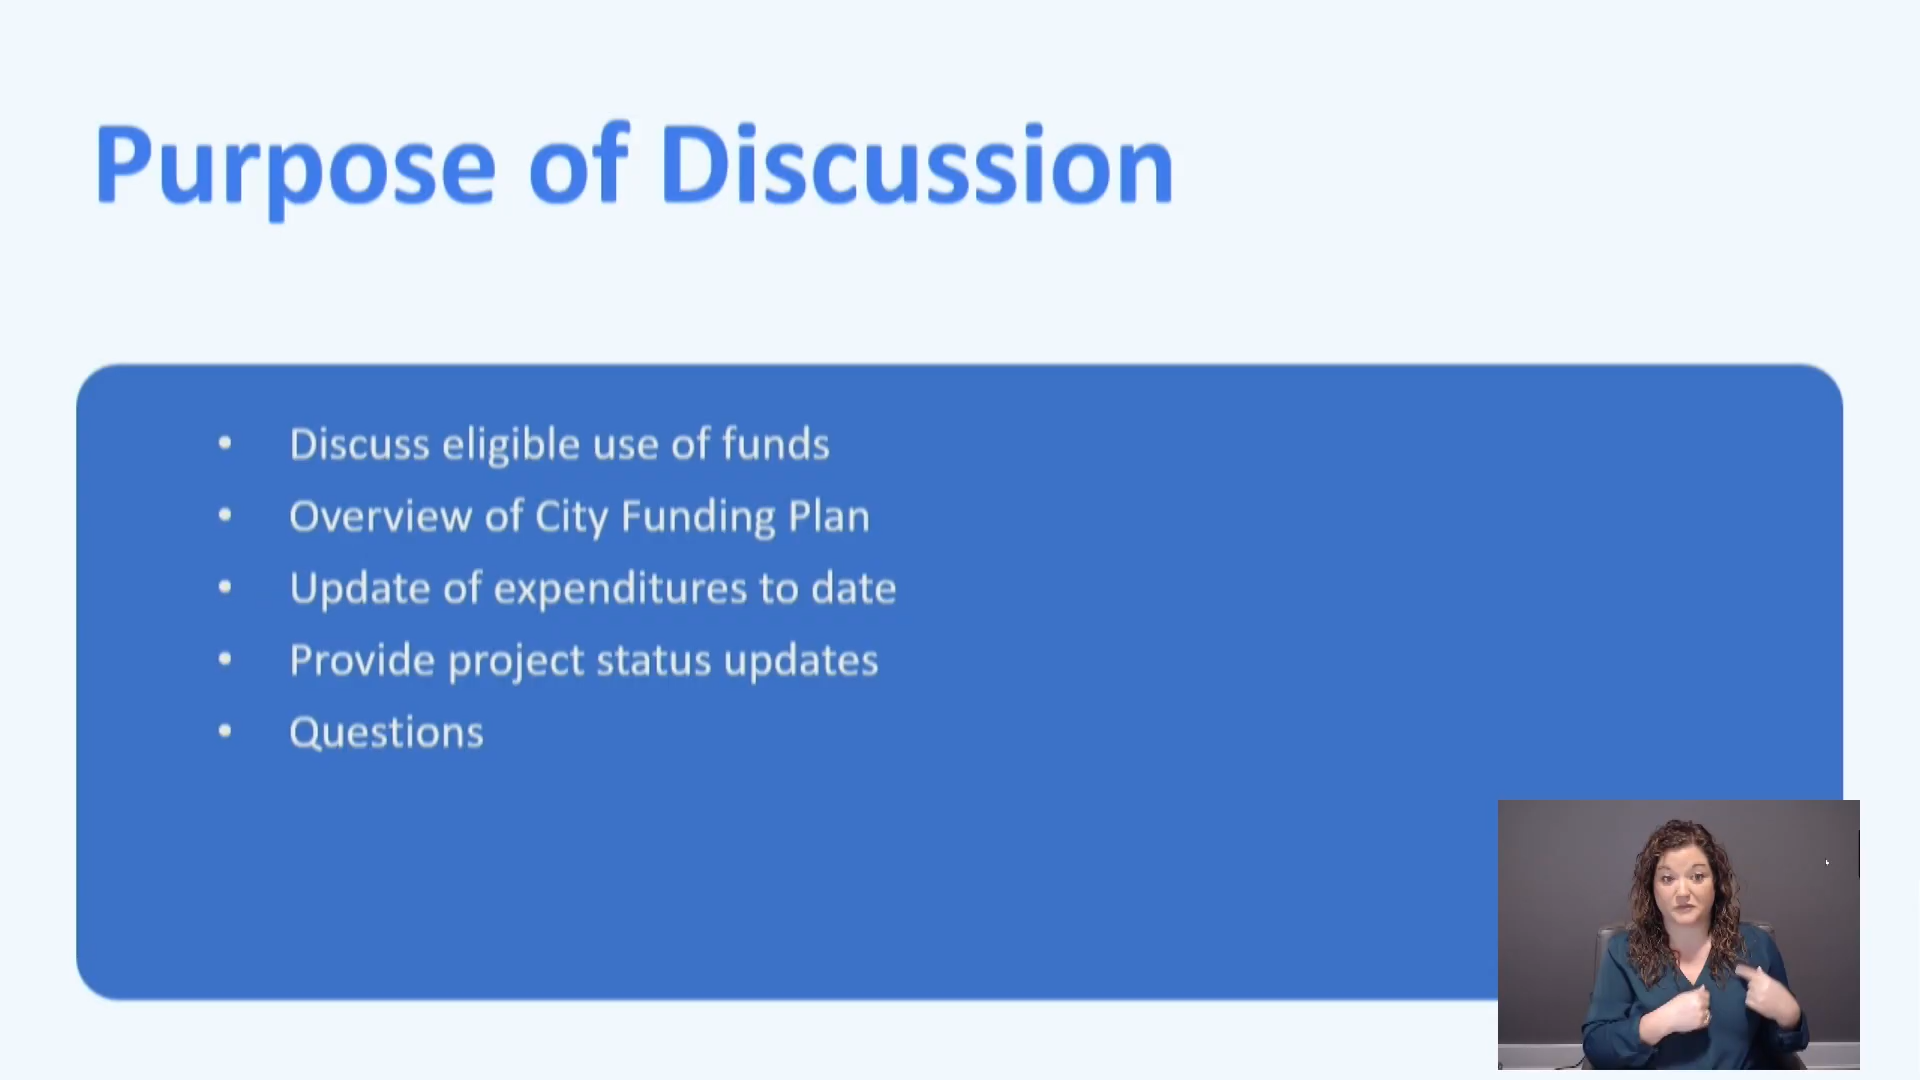 Purpose of Discussion
• Discuss eligible use of funds
• Overview of City Funding Plan
• Update of expenditures to date
• Provide project status updates
• Questions